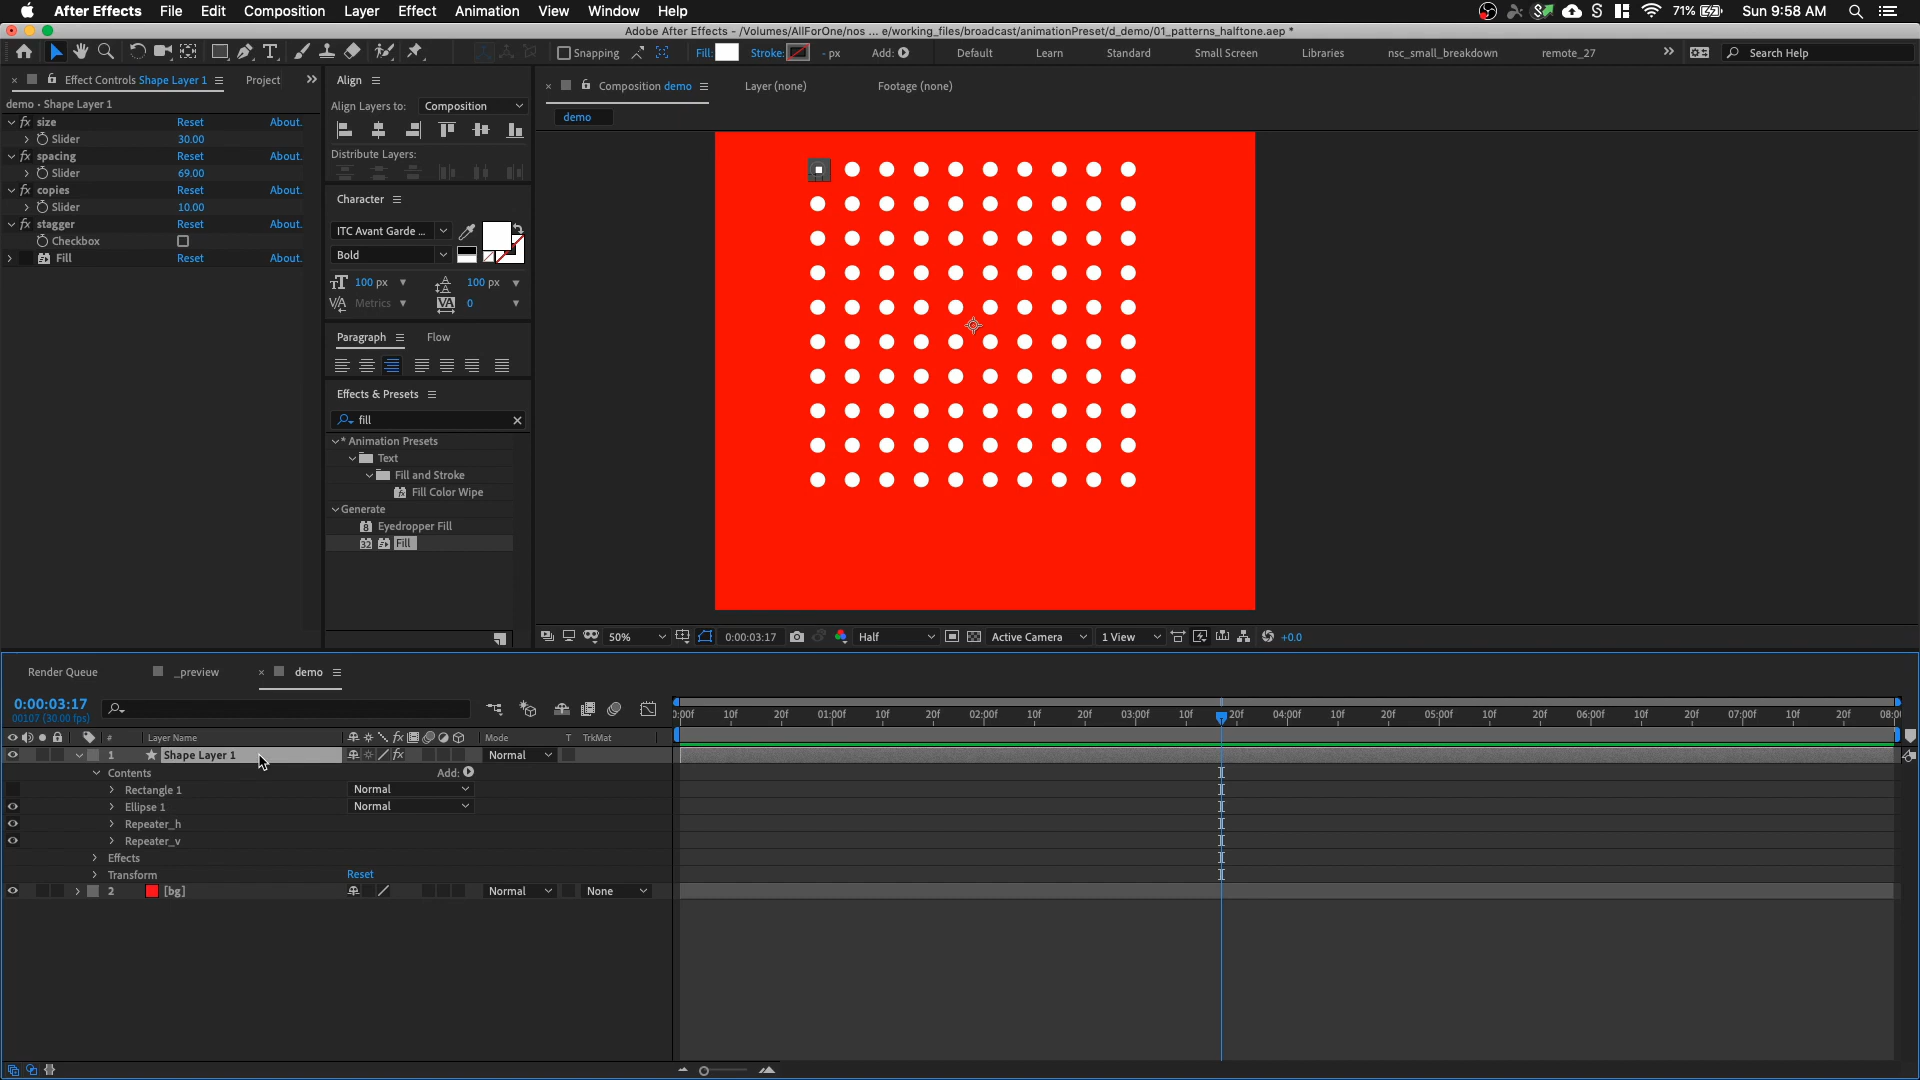 After Effects File Edit Composition Layer Effect Animation View Window Help 71% Sun 9:58 AM
Adobe After Effects - /Volumes/AllForOne/nos ... e/working_files/broadcast/animationPreset/d_demo/01_patterns_halftone.aep *
Snapping Fill: Stroke: - px Add: Default Learn Standard Small Screen Libraries nsc_small_breakdown remote_27 Search Help
Effect Controls Shape Layer 1 Project
Align
Composition demo Layer (none) Footage (none)
demo • Shape Layer 1
Align Layers to: Composition
demo
fx size Reset About.
Slider 30.00
fx spacing Reset About.
Slider 69.00
fx copies Reset About.
Slider 10.00
fx stagger Reset About.
Checkbox
Fill Reset About.
Distribute Layers:
Character
ITC Avant Garde ...
Bold
100 px 100 px
Metrics 0
Paragraph Flow
Effects & Presets
fill
* Animation Presets
Text
Fill and Stroke
Fill Color Wipe
Generate
Eyedropper Fill
Fill
50% 0:00:03:17 Half Active Camera 1 View +0.0
Render Queue _preview demo
0:00:03:17
00107 (30.00 fps)
:00f 10f 20f 01:00f 10f 20f 02:00f 10f 20f 03:00f 10f 20f 04:00f 10f 20f 05:00f 10f 20f 06:00f 10f 20f 07:00f 10f 20f 08:0
# Layer Name fx Mode T TrkMat
1 Shape Layer 1 fx Normal
Contents Add:
Rectangle 1 Normal
Ellipse 1 Normal
Repeater_h
Repeater_v
Effects
Transform Reset
2 [bg] Normal None